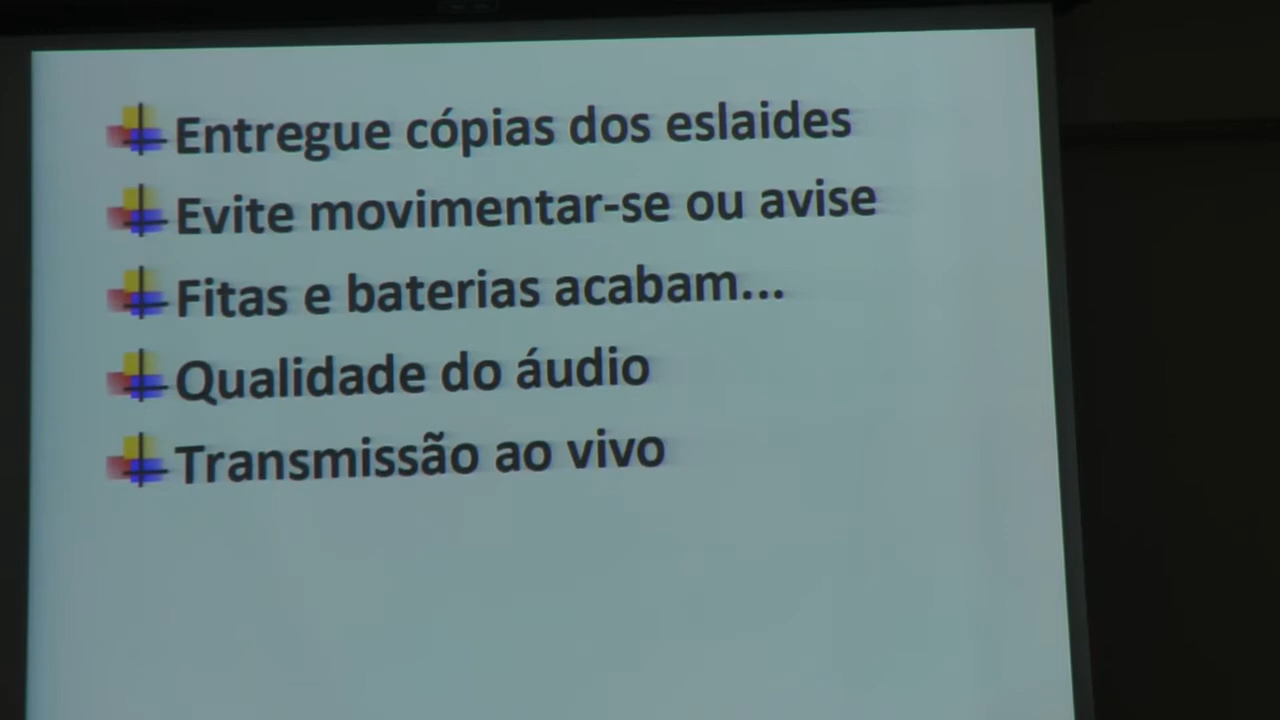 Entregue cópias dos eslaides
Evite movimentar-se ou avise
Fitas e baterias acabam...
Qualidade do áudio
Transmissão ao vivo